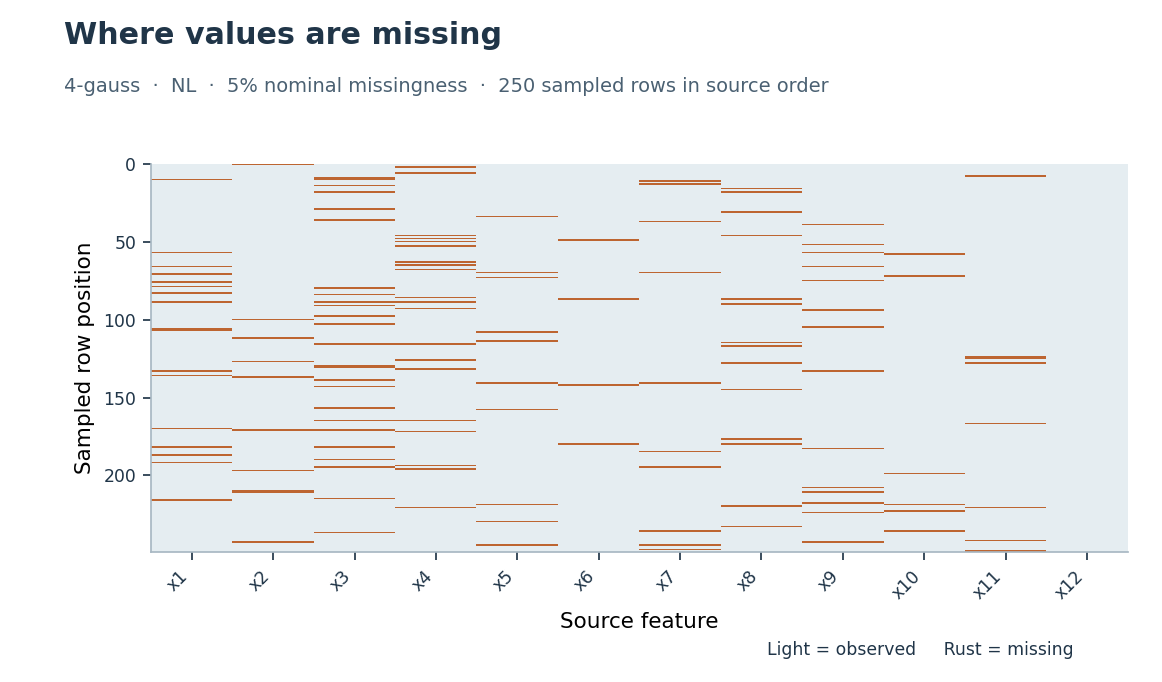 Where values are missing
4-gauss · NL · 5% nominal missingness · 250 sampled rows in source order
Sampled row position
0
50
100
150
200
x1 x2 x3 x4 x5 x6 x7 x8 x9 x10 x11 x12
Source feature
Light = observed Rust = missing